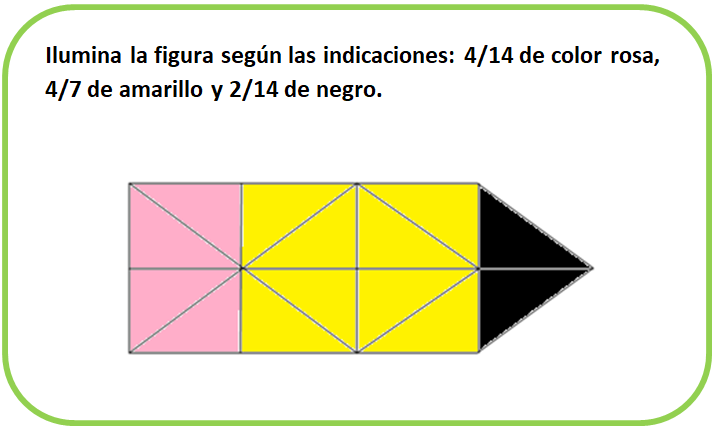 Ilumina la figura según las indicaciones: 4/14 de color rosa,
4/7 de amarillo y 2/14 de negro.